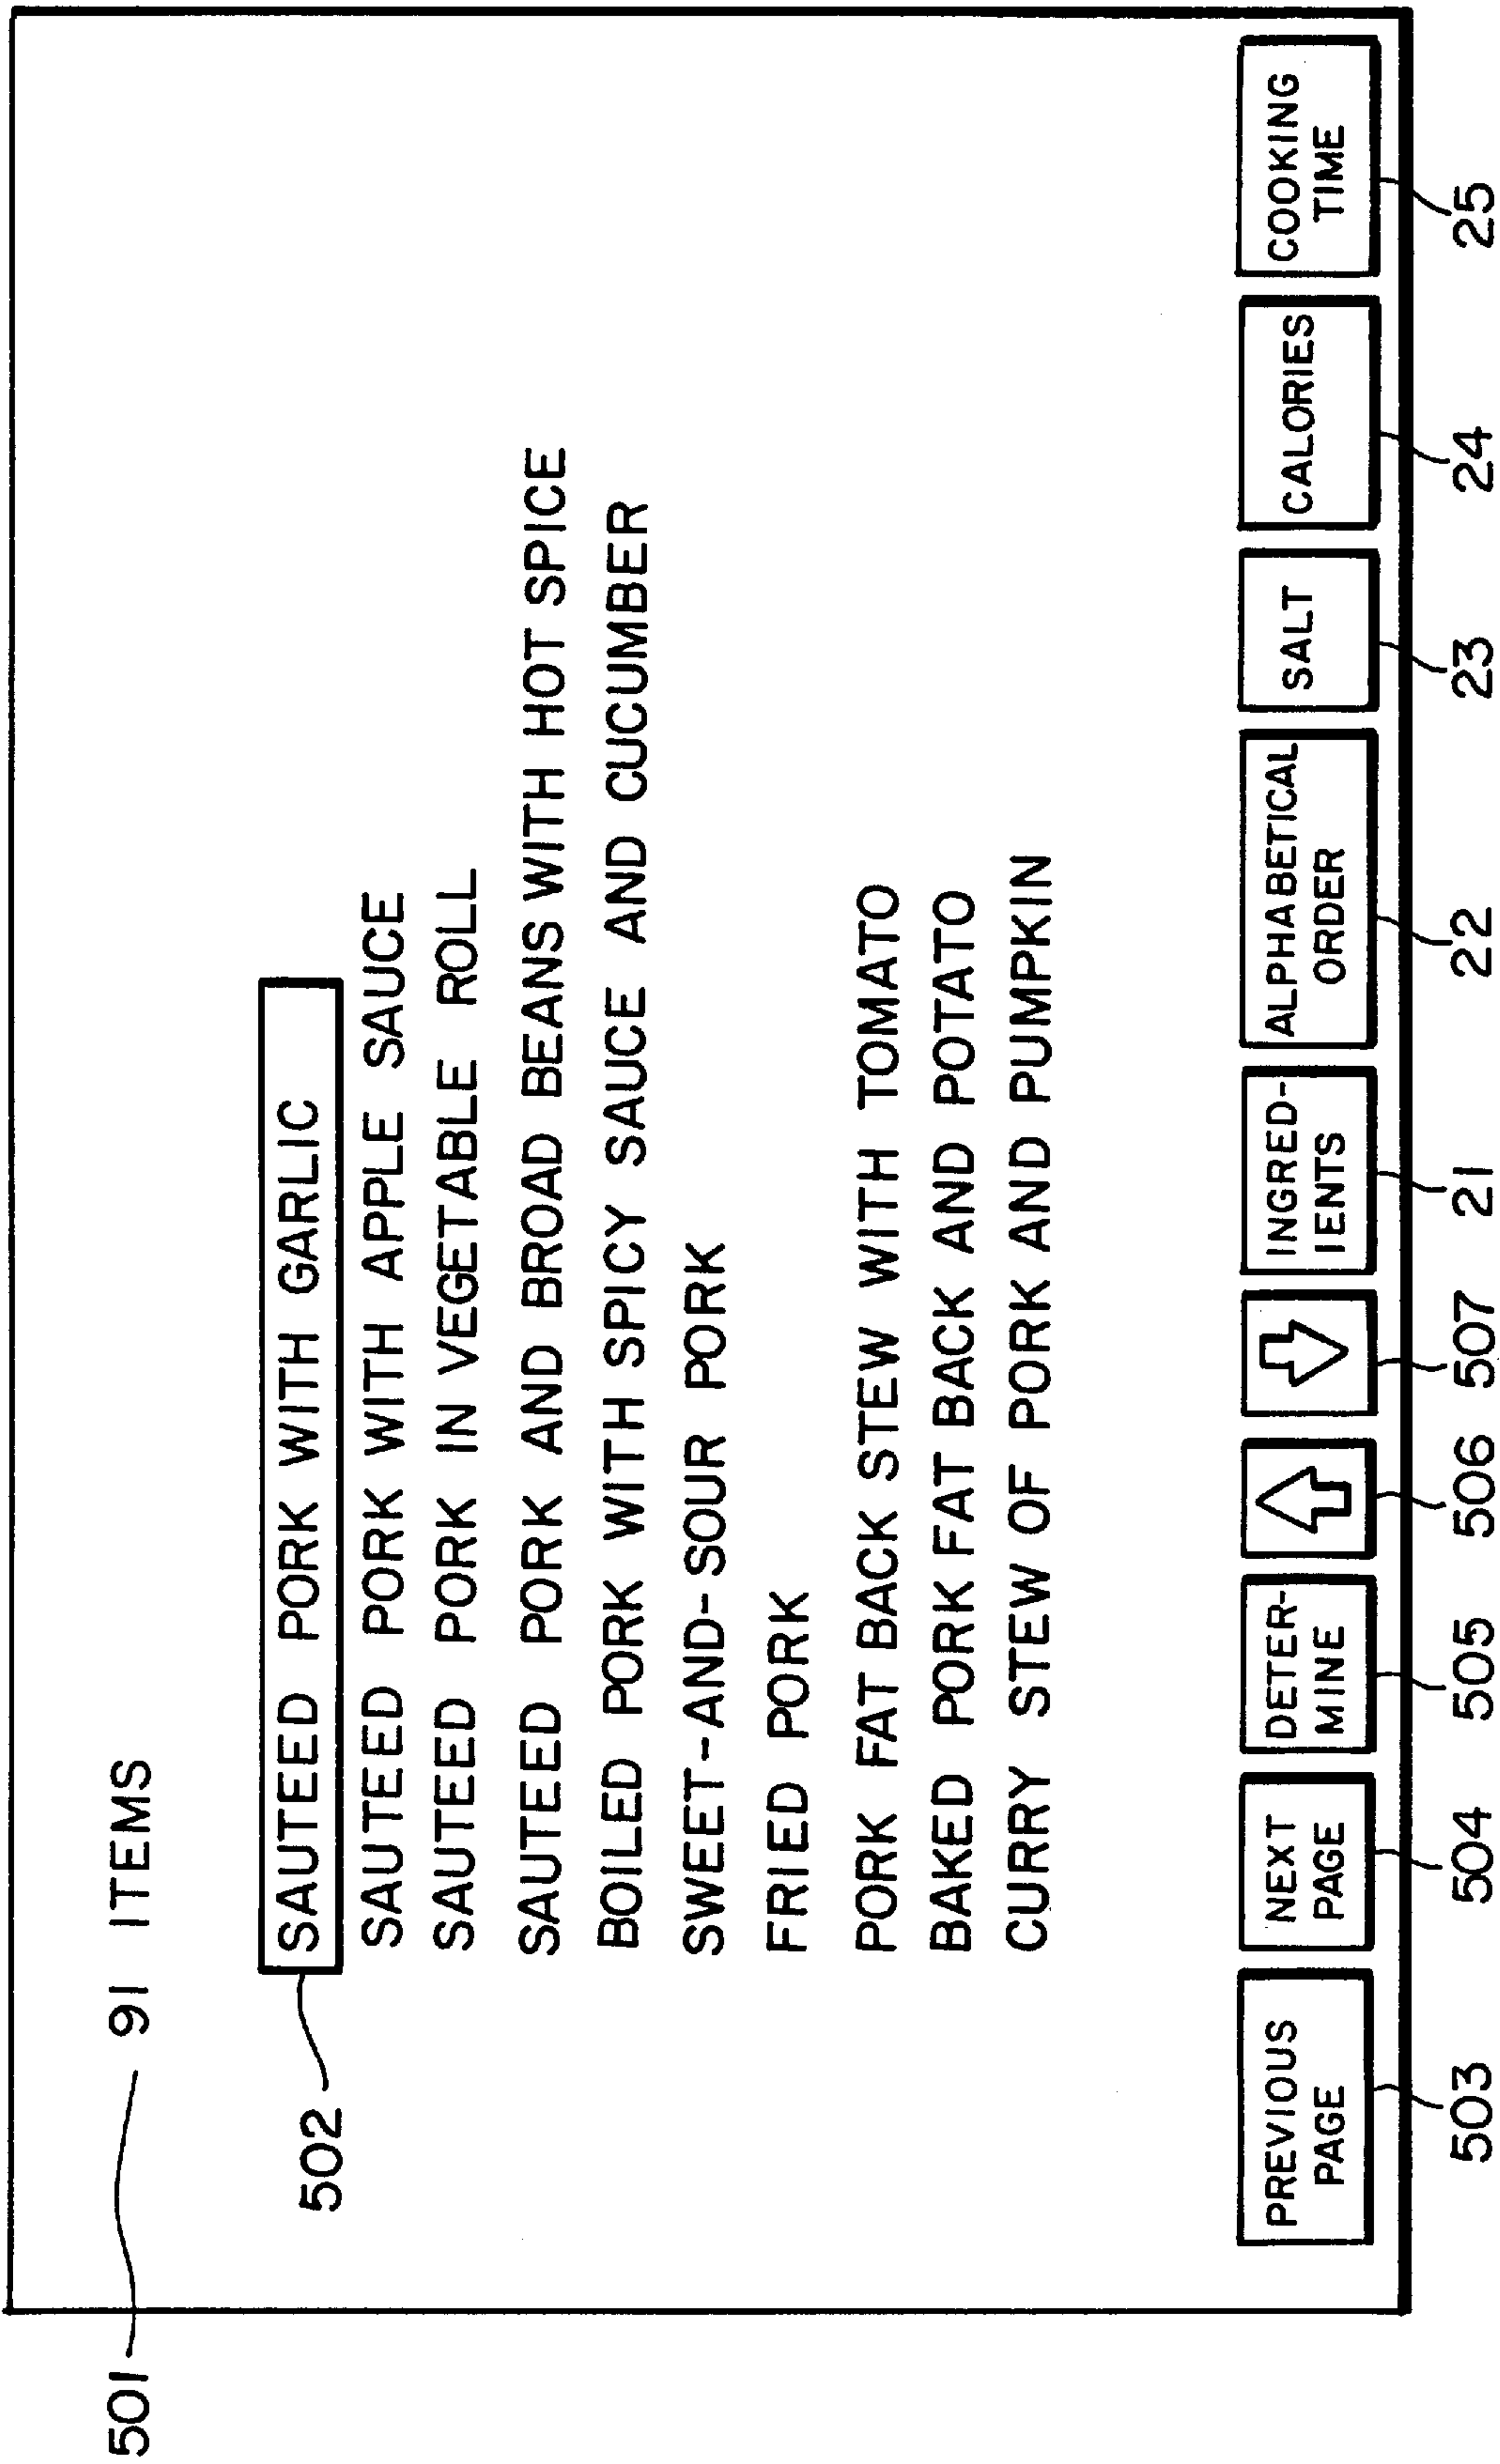 501
91 ITEMS
502
SAUTEED PORK WITH GARLIC
SAUTEED PORK WITH APPLE SAUCE
SAUTEED PORK IN VEGETABLE ROLL
SAUTEED PORK AND BROAD BEANS WITH HOT SPICE
BOILED PORK WITH SPICY SAUCE AND CUCUMBER
SWEET-AND-SOUR PORK
FRIED PORK
PORK FAT BACK STEW WITH TOMATO
BAKED PORK FAT BACK AND POTATO
CURRY STEW OF PORK AND PUMPKIN
PREVIOUS
PAGE
NEXT
PAGE
DETER-
MINE
INGRED-
IENTS
ALPHABETICAL
ORDER
SALT
CALORIES
COOKING
TIME
503
504
505
506
507
21
22
23
24
25